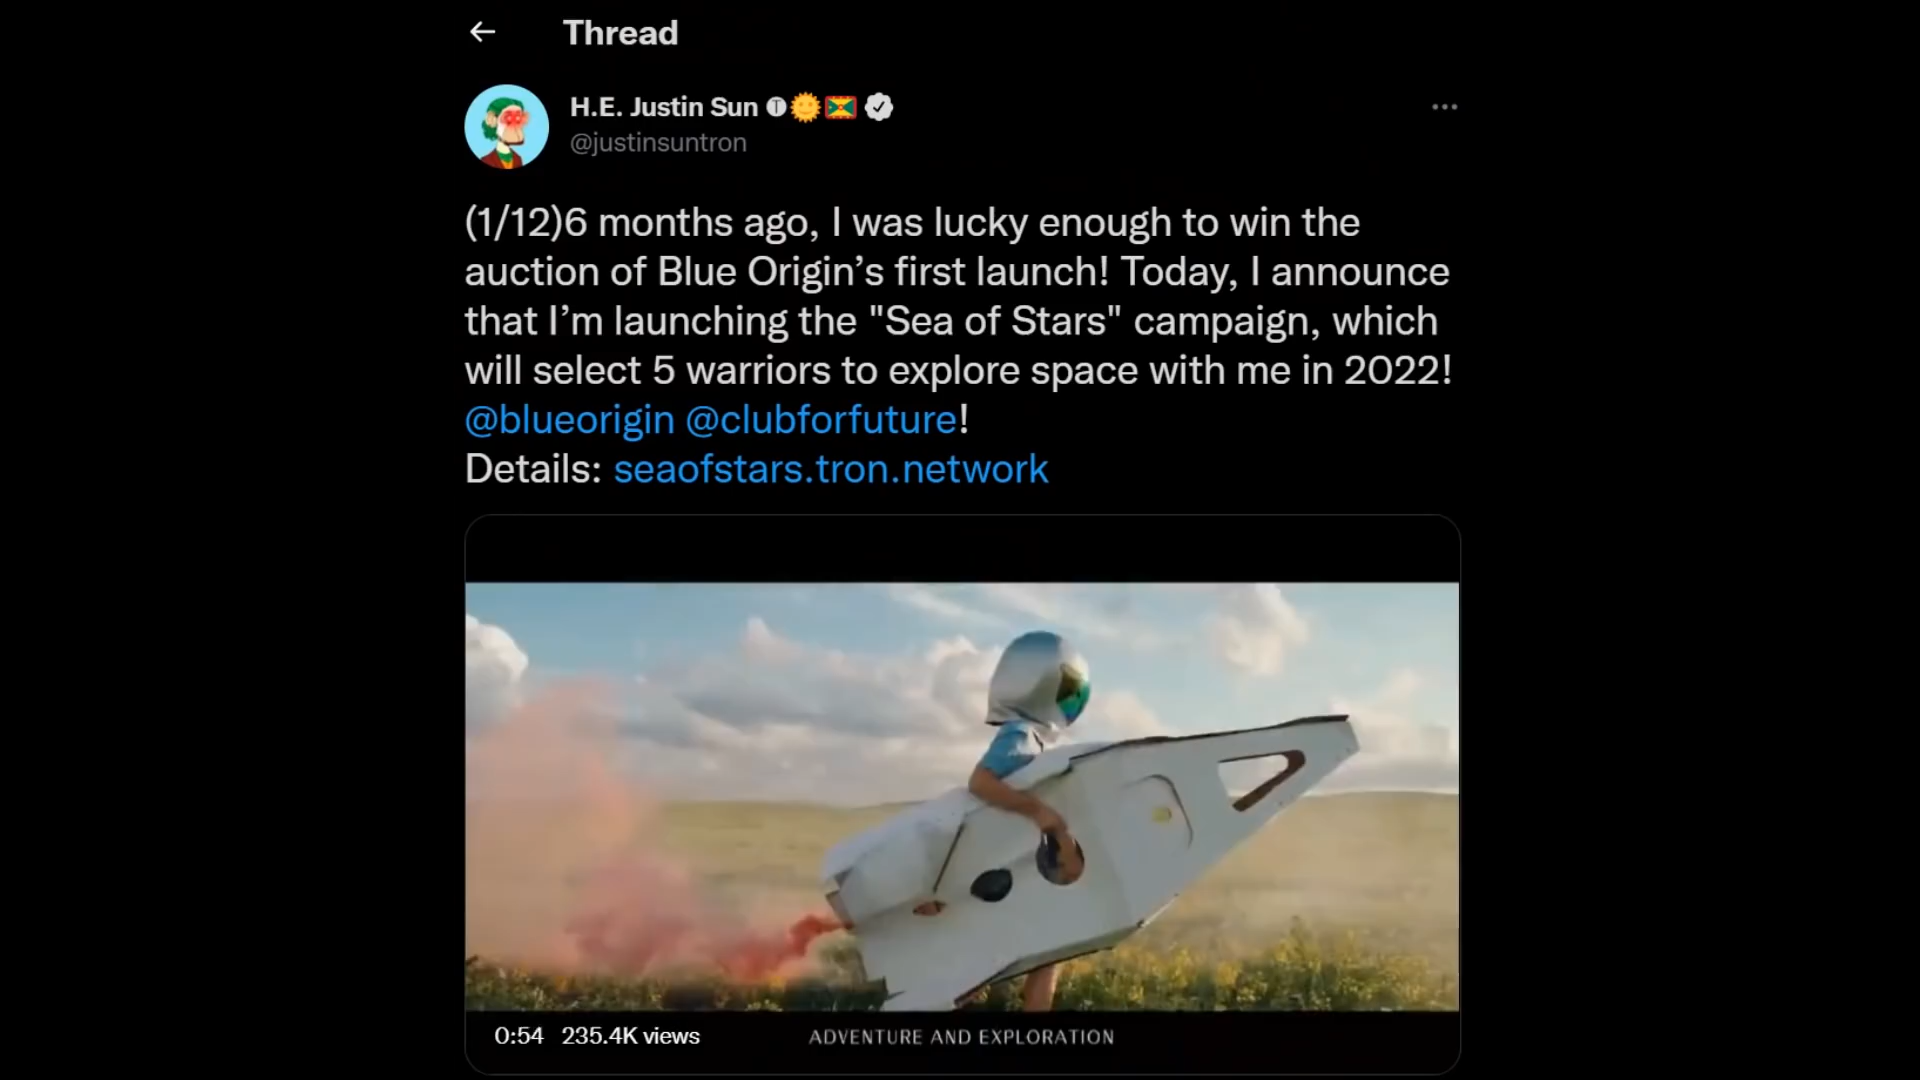 Thread
H.E. Justin Sun Ⓣ🌞🇬🇩
@justinsuntron
(1/12)6 months ago, I was lucky enough to win the
auction of Blue Origin’s first launch! Today, I announce
that I’m launching the "Sea of Stars" campaign, which
will select 5 warriors to explore space with me in 2022!
@blueorigin @clubforfuture!
Details: seaofstars.tron.network
0:54 235.4K views
ADVENTURE AND EXPLORATION